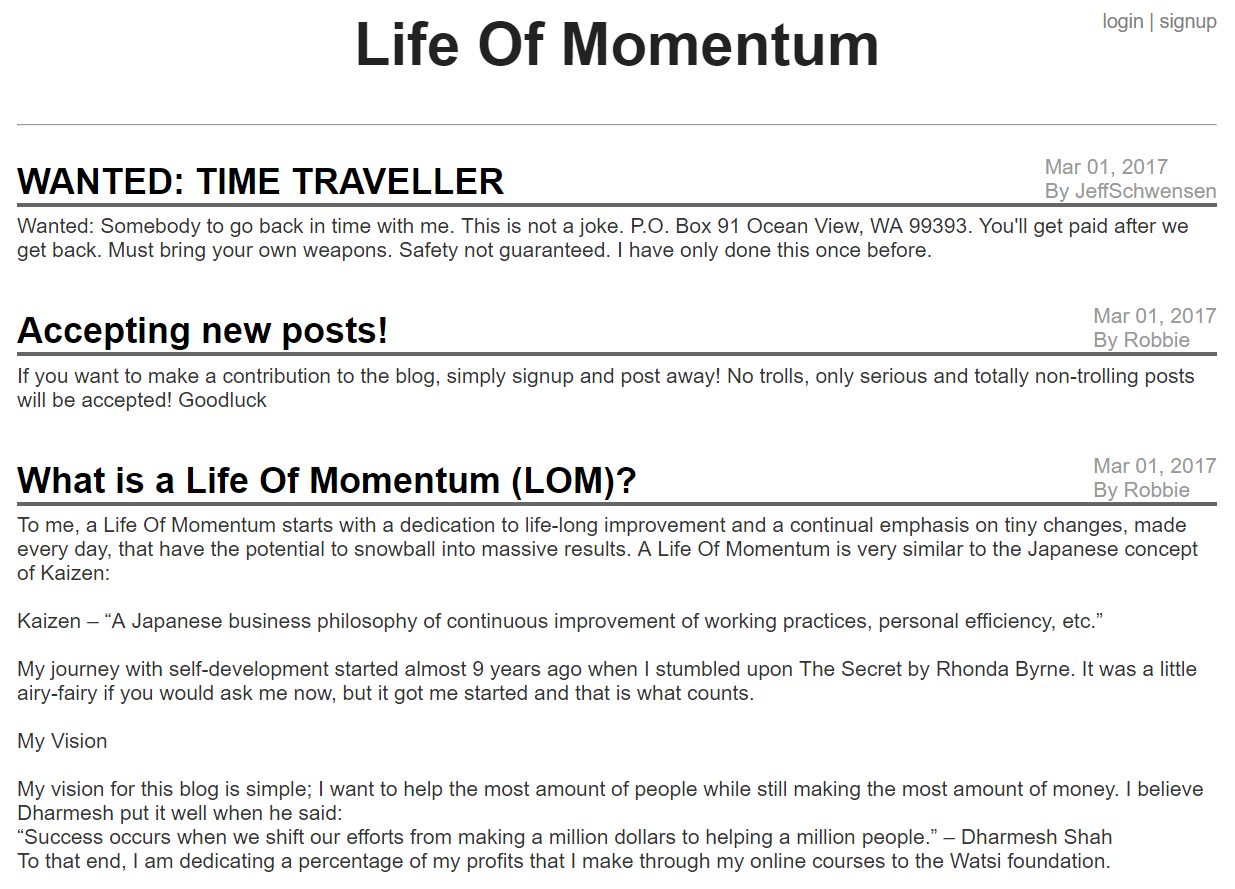 login | signup
Life Of Momentum
WANTED: TIME TRAVELLER
Mar 01, 2017
By JeffSchwensen
Wanted: Somebody to go back in time with me. This is not a joke. P.O. Box 91 Ocean View, WA 99393. You'll get paid after we
get back. Must bring your own weapons. Safety not guaranteed. I have only done this once before.
Accepting new posts!
Mar 01, 2017
By Robbie
If you want to make a contribution to the blog, simply signup and post away! No trolls, only serious and totally non-trolling posts
will be accepted! Goodluck
What is a Life Of Momentum (LOM)?
Mar 01, 2017
By Robbie
To me, a Life Of Momentum starts with a dedication to life-long improvement and a continual emphasis on tiny changes, made
every day, that have the potential to snowball into massive results. A Life Of Momentum is very similar to the Japanese concept
of Kaizen:
Kaizen – “A Japanese business philosophy of continuous improvement of working practices, personal efficiency, etc.”
My journey with self-development started almost 9 years ago when I stumbled upon The Secret by Rhonda Byrne. It was a little
airy-fairy if you would ask me now, but it got me started and that is what counts.
My Vision
My vision for this blog is simple; I want to help the most amount of people while still making the most amount of money. I believe
Dharmesh put it well when he said:
“Success occurs when we shift our efforts from making a million dollars to helping a million people.” – Dharmesh Shah
To that end, I am dedicating a percentage of my profits that I make through my online courses to the Watsi foundation.